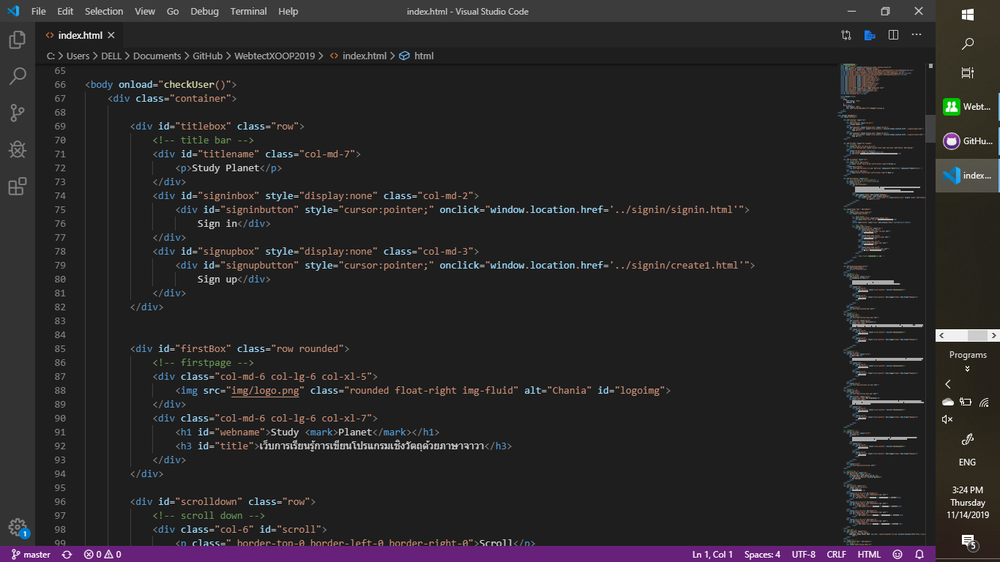 File Edit Selection View Go Debug Terminal Help index.html - Visual Studio Code
index.html
C: > Users > DELL > Documents > GitHub > WebtectXOOP2019 > index.html > html
65
66 <body onload="checkUser()">
67 <div class="container">
68
69 <div id="titlebox" class="row">
70 <!-- title bar -->
71 <div id="titlename" class="col-md-7">
72 <p>Study Planet</p>
73 </div>
74 <div id="signinbox" style="display:none" class="col-md-2">
75 <div id="signinbutton" style="cursor:pointer;" onclick="window.location.href='../signin/signin.html'">
76 Sign in</div>
77 </div>
78 <div id="signupbox" style="display:none" class="col-md-3">
79 <div id="signupbutton" style="cursor:pointer;" onclick="window.location.href='../signin/create1.html'">
80 Sign up</div>
81 </div>
82 </div>
83
84
85 <div id="firstBox" class="row rounded">
86 <!-- firstpage -->
87 <div class="col-md-6 col-lg-6 col-xl-5">
88 <img src="img/logo.png" class="rounded float-right img-fluid" alt="Chania" id="logoimg">
89 </div>
90 <div class="col-md-6 col-lg-6 col-xl-7">
91 <h1 id="webname">Study <mark>Planet</mark></h1>
92 <h3 id="title">เว็บการเรียนรู้การเขียนโปรแกรมเชิงวัตถุด้วยภาษาจาวา</h3>
93 </div>
94 </div>
95
96 <div id="scrolldown" class="row">
97 <!-- scroll down -->
98 <div class="col-6" id="scroll">
99 <p class=" border-top-0 border-left-0 border-right-0">Scroll</p>
1
master 0 0 Ln 1, Col 1 Spaces: 4 UTF-8 CRLF HTML
Webt...
GitHu...
index...
Programs
ENG
3:24 PM
Thursday
11/14/2019
5